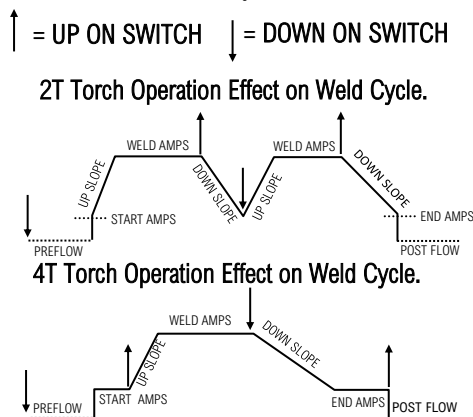 = UP ON SWITCH = DOWN ON SWITCH
2T Torch Operation Effect on Weld Cycle.
WELD AMPS WELD AMPS
UP SLOPE DOWN SLOPE UP SLOPE DOWN SLOPE
START AMPS END AMPS
PREFLOW POST FLOW
4T Torch Operation Effect on Weld Cycle.
WELD AMPS
UP SLOPE DOWN SLOPE
START AMPS END AMPS
PREFLOW POST FLOW